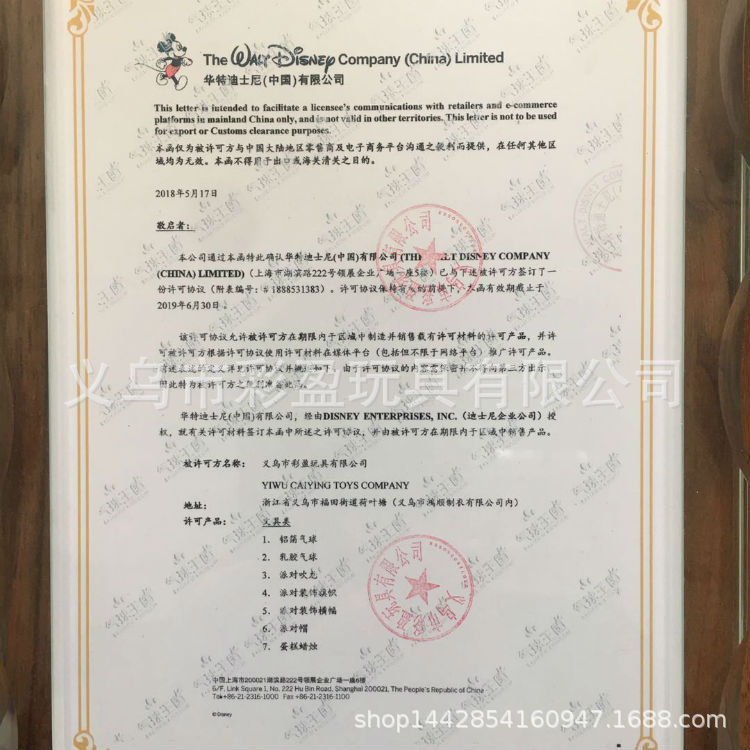 The WALT DISNEY Company (China) Limited
华特迪士尼(中国)有限公司
This letter is intended to facilitate a licensee's communications with retailers and e-commerce
platforms in mainland China only, and is not valid in other territories. This letter is not to be used
for export or Customs clearance purposes.
本函仅为被许可方与中国大陆地区零售商及电子商务平台沟通之便利而提供，在任何其他区
域均为无效。本函不得用于出口或海关清关之目的。
2018年5月17日
敬启者：
本公司通过本函特此确认华特迪士尼(中国)有限公司(THE WALT DISNEY COMPANY
(CHINA) LIMITED) (上海市湖滨路222号领展企业广场一座5楼) 已与下述被许可方签订了一
份许可协议（附表编号：#1888531383）。许可协议保持有效的前提下，本函有效期截止于
2019年6月30日。
该许可协议允许被许可方在期限内于区域中制造并销售载有许可材料的许可产品，并许
可被许可方根据许可协议使用许可材料在媒体平台（包括但不限于网络平台）推广许可产品。
义乌市彩盈玩具有限公司
华特迪士尼(中国)有限公司，经由DISNEY ENTERPRISES, INC.（迪士尼企业公司）授
权，就有关许可材料签订本函中所述之许可协议，并由被许可方在期限内于区域中销售产品。
被许可方名称： 义乌市彩盈玩具有限公司
YIWU CAIYING TOYS COMPANY
地址： 浙江省义乌市福田街道荷叶塘（义乌市鸿顺制衣有限公司内）
许可产品： 文具类
1. 铝箔气球
2. 乳胶气球
3. 派对吹龙
4. 派对装饰旗帜
5. 派对装饰横幅
6. 派对帽
7. 蛋糕蜡烛
义乌市彩盈玩具有限公司
中国上海市200021湖滨路222号领展企业广场一座6楼
6/F, Link Square 1, No. 222 Hu Bin Road, Shanghai 200021, The People's Republic of China
Tel +86-21-2316-1000 Fax +86-21-2316-1100
© Disney
shop1442854160947.1688.com